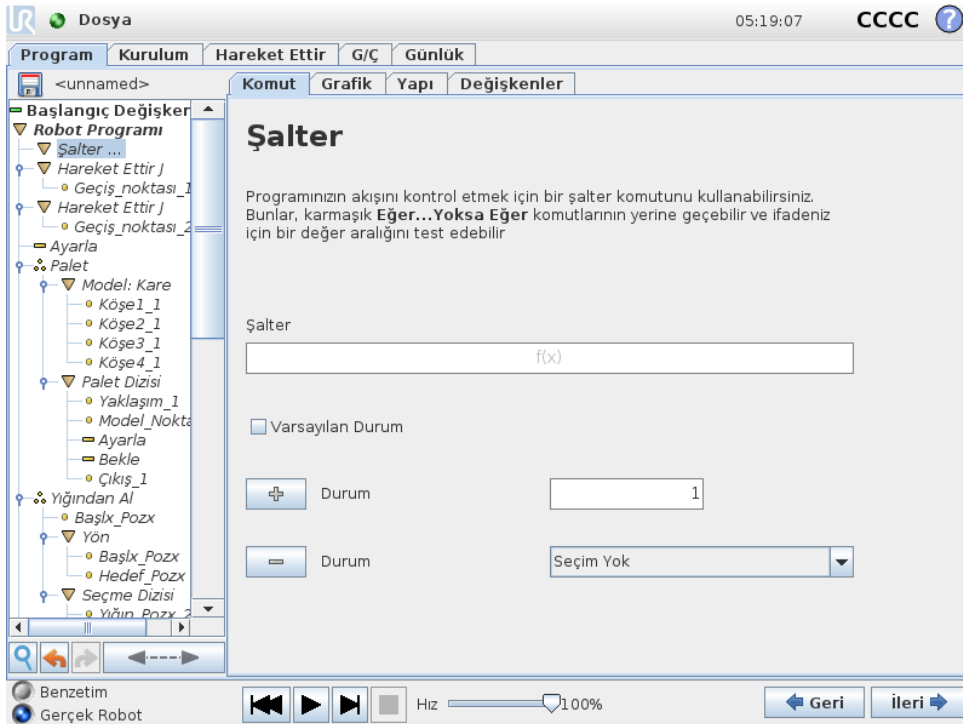 UR Dosya 05:19:07 CCCC ?
Program Kurulum Hareket Ettir G/Ç Günlük
<unnamed>
Komut Grafik Yapı Değişkenler
Başlangıç Değişker
Robot Programı
Şalter ...
Hareket Ettir J
Geçiş_noktası_1
Hareket Ettir J
Geçiş_noktası_2
Ayarla
Palet
Model: Kare
Köşe1_1
Köşe2_1
Köşe3_1
Köşe4_1
Palet Dizisi
Yaklaşım_1
Model_Nokta
Ayarla
Bekle
Çıkış_1
Yığından Al
Başlx_Pozx
Yön
Başlx_Pozx
Hedef_Pozx
Seçme Dizisi
Yığın_Pozx_2
Şalter
Programınızın akışını kontrol etmek için bir şalter komutunu kullanabilirsiniz.
Bunlar, karmaşık Eğer...Yoksa Eğer komutlarının yerine geçebilir ve ifadeniz
için bir değer aralığını test edebilir
Şalter
f(x)
Varsayılan Durum
Durum 1
Durum Seçim Yok
Benzetim
Gerçek Robot
Hız 100%
Geri İleri